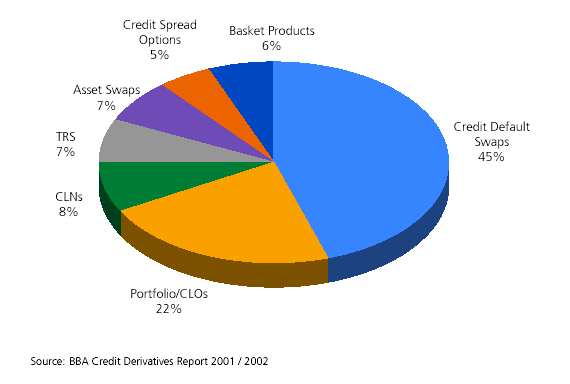 Credit Spread
Options
5%
Basket Products
6%
Asset Swaps
7%
Credit Default
Swaps
45%
TRS
7%
CLNs
8%
Portfolio/CLOs
22%
Source: BBA Credit Derivatives Report 2001 / 2002